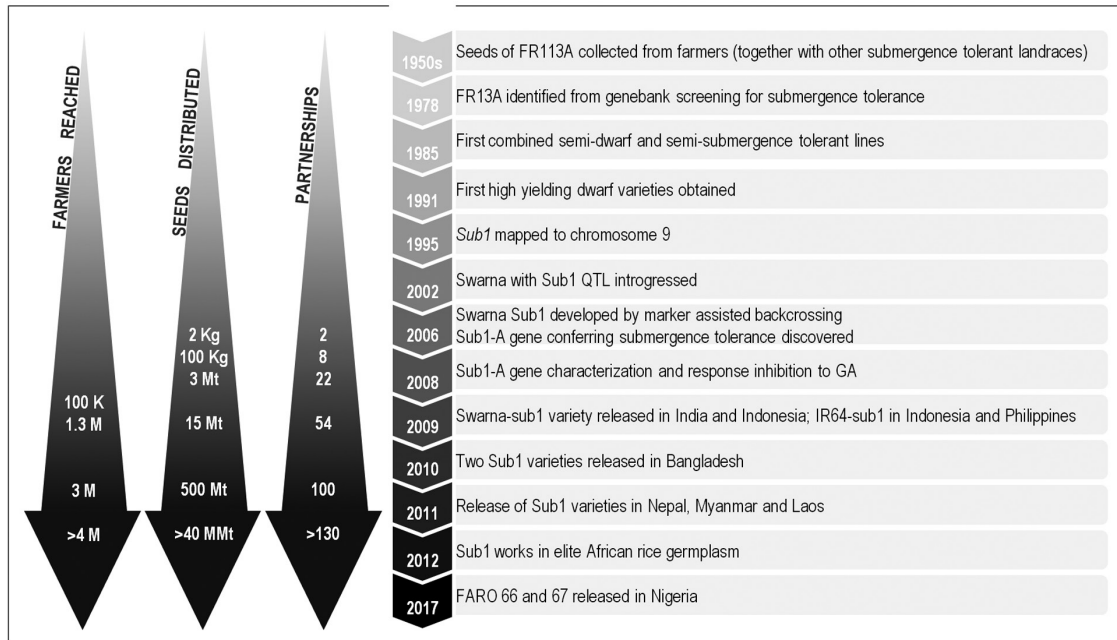 FARMERS REACHED
100 K
1.3 M
3 M
>4 M
SEEDS DISTRIBUTED
2 Kg
100 Kg
3 Mt
15 Mt
500 Mt
>40 MMt
PARTNERSHIPS
2
8
22
54
100
>130
1950s
Seeds of FR113A collected from farmers (together with other submergence tolerant landraces)
1978
FR13A identified from genebank screening for submergence tolerance
1985
First combined semi-dwarf and semi-submergence tolerant lines
1991
First high yielding dwarf varieties obtained
1995
Sub1 mapped to chromosome 9
2002
Swarna with Sub1 QTL introgressed
2006
Swarna Sub1 developed by marker assisted backcrossing
Sub1-A gene conferring submergence tolerance discovered
2008
Sub1-A gene characterization and response inhibition to GA
2009
Swarna-sub1 variety released in India and Indonesia; IR64-sub1 in Indonesia and Philippines
2010
Two Sub1 varieties released in Bangladesh
2011
Release of Sub1 varieties in Nepal, Myanmar and Laos
2012
Sub1 works in elite African rice germplasm
2017
FARO 66 and 67 released in Nigeria